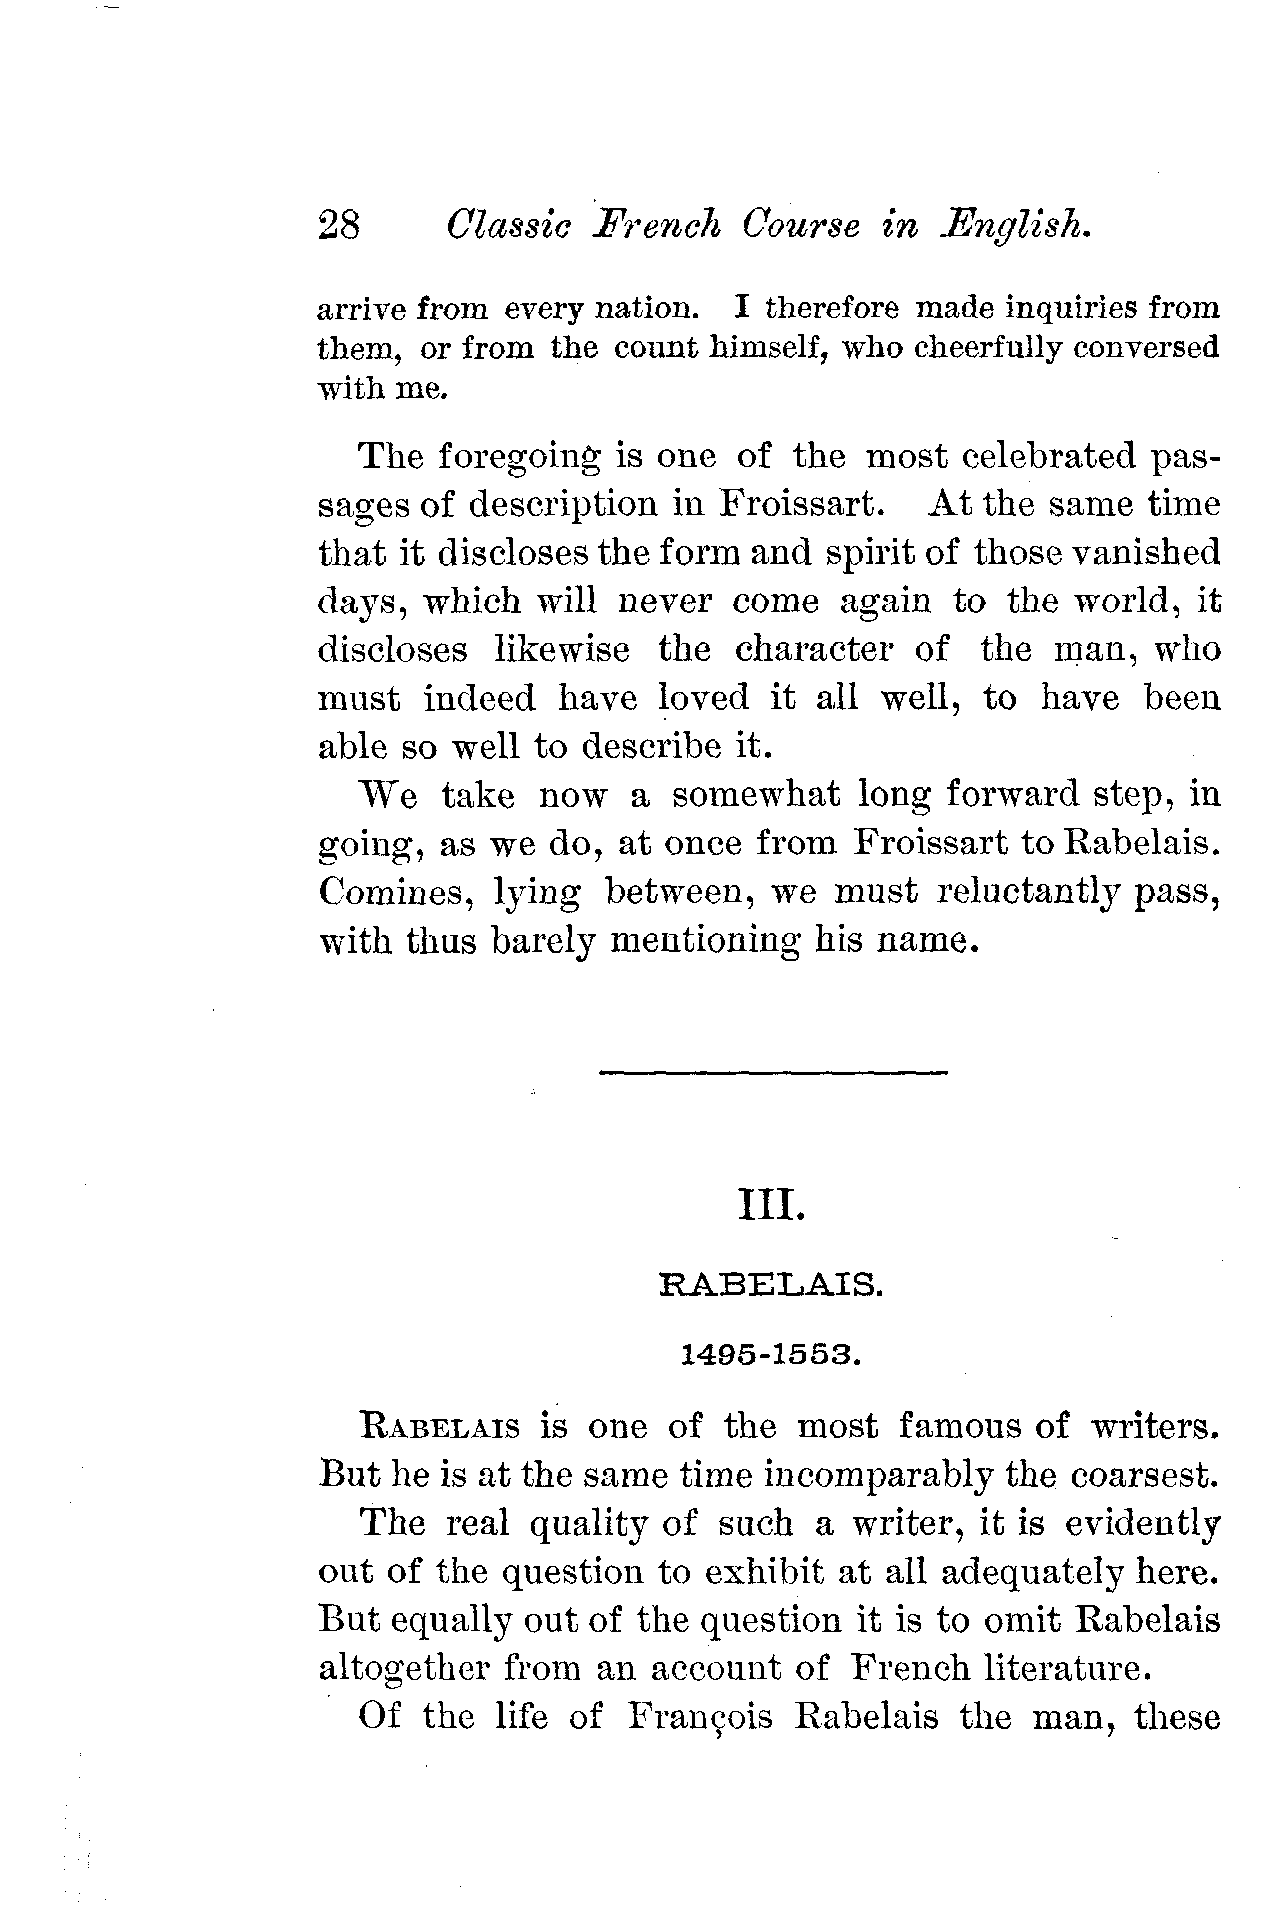 28 Classic French Course in English.
arrive from every nation. I therefore made inquiries from
them, or from the count himself, who cheerfully conversed
with me.
The foregoing is one of the most celebrated pas-
sages of description in Froissart. At the same time
that it discloses the form and spirit of those vanished
days, which will never come again to the world, it
discloses likewise the character of the man, who
must indeed have loved it all well, to have been
able so well to describe it.
We take now a somewhat long forward step, in
going, as we do, at once from Froissart to Rabelais.
Comines, lying between, we must reluctantly pass,
with thus barely mentioning his name.
III.
RABELAIS.
1495-1553.
RABELAIS is one of the most famous of writers.
But he is at the same time incomparably the coarsest.
The real quality of such a writer, it is evidently
out of the question to exhibit at all adequately here.
But equally out of the question it is to omit Rabelais
altogether from an account of French literature.
Of the life of François Rabelais the man, these